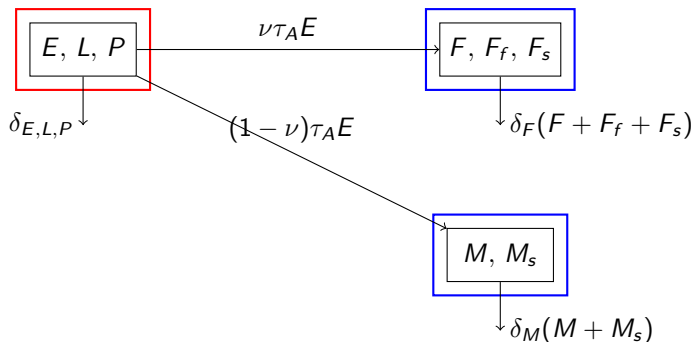 ντ_A E
E, L, P
F, F_f, F_s
δ_{E,L,P}
(1 − ν)τ_A E
δ_F(F + F_f + F_s)
M, M_s
δ_M(M + M_s)